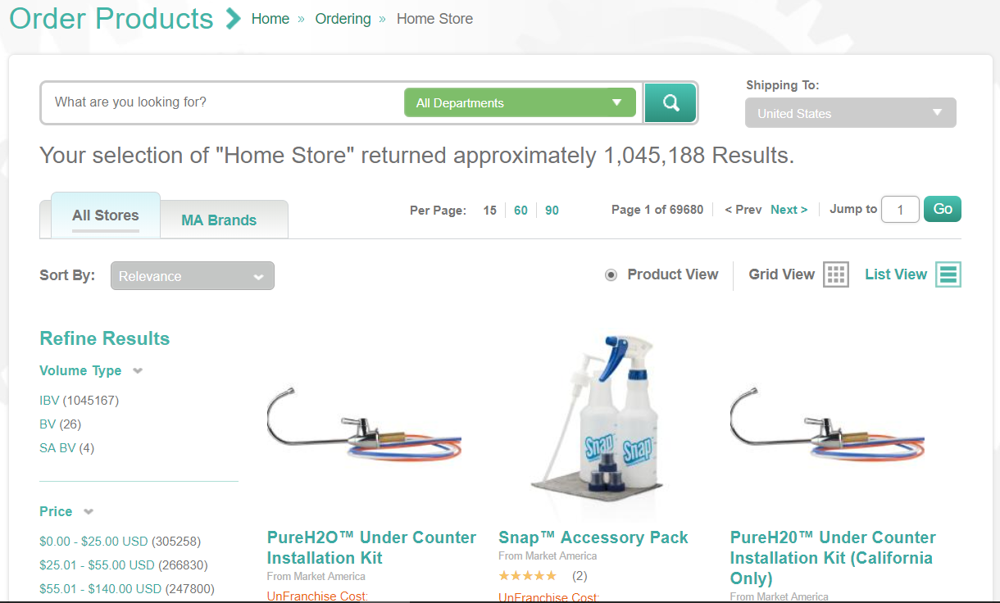 Order Products Home » Ordering » Home Store
What are you looking for? All Departments
Shipping To:
United States
Your selection of "Home Store" returned approximately 1,045,188 Results.
All Stores MA Brands
Per Page: 15 60 90 Page 1 of 69680 < Prev Next > Jump to 1 Go
Sort By: Relevance Product View Grid View List View
Refine Results
Volume Type
IBV (1045167)
BV (26)
SA BV (4)
Price
$0.00 - $25.00 USD (305258)
$25.01 - $55.00 USD (266830)
$55.01 - $140.00 USD (247800)
Snap Snap
PureH2O™ Under Counter
Installation Kit
From Market America
UnFranchise Cost:
Snap™ Accessory Pack
From Market America
(2)
UnFranchise Cost:
PureH20™ Under Counter
Installation Kit (California
Only)
From Market America